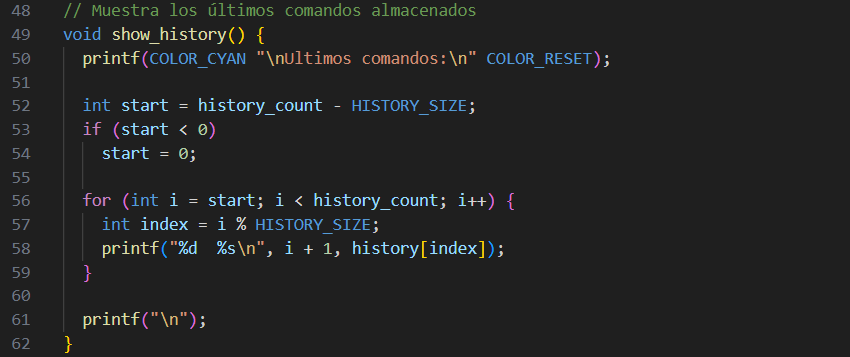 48 // Muestra los últimos comandos almacenados
49 void show_history() {
50   printf(COLOR_CYAN "\nUltimos comandos:\n" COLOR_RESET);
51
52   int start = history_count - HISTORY_SIZE;
53   if (start < 0)
54     start = 0;
55
56   for (int i = start; i < history_count; i++) {
57     int index = i % HISTORY_SIZE;
58     printf("%d  %s\n", i + 1, history[index]);
59   }
60
61   printf("\n");
62 }